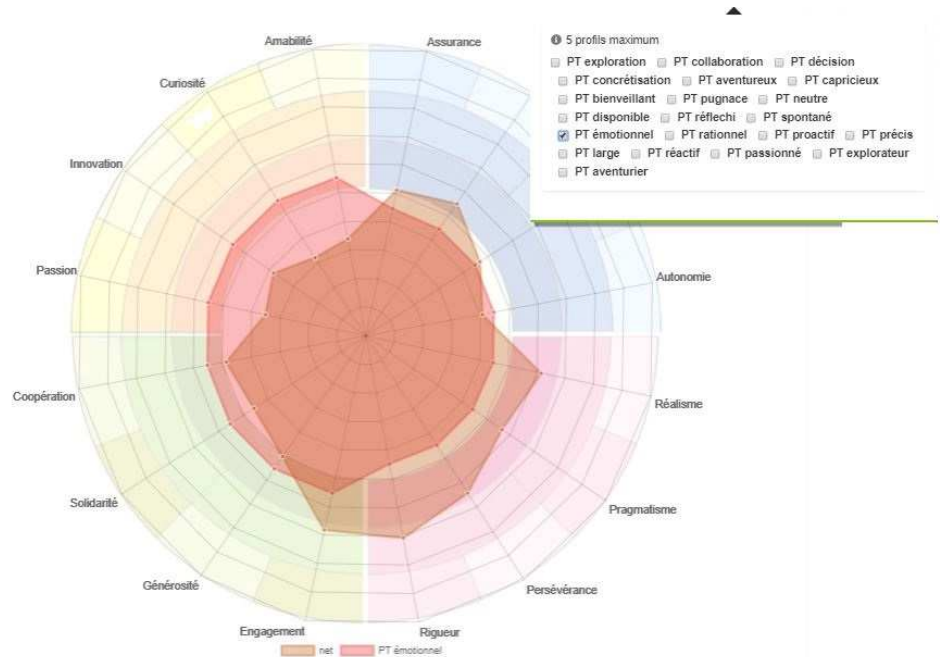 5 profils maximum
PT exploration PT collaboration PT décision
PT concrétisation PT aventureux PT capricieux
PT bienveillant PT pugnace PT neutre
PT disponible PT réflechi PT spontané
PT émotionnel PT rationnel PT proactif PT précis
PT large PT réactif PT passionné PT explorateur
PT aventurier
Amabilité
Assurance
Curiosité
Innovation
Passion
Autonomie
Coopération
Réalisme
Solidarité
Pragmatisme
Générosité
Persévérance
Engagement
Rigueur
net PT émotionnel